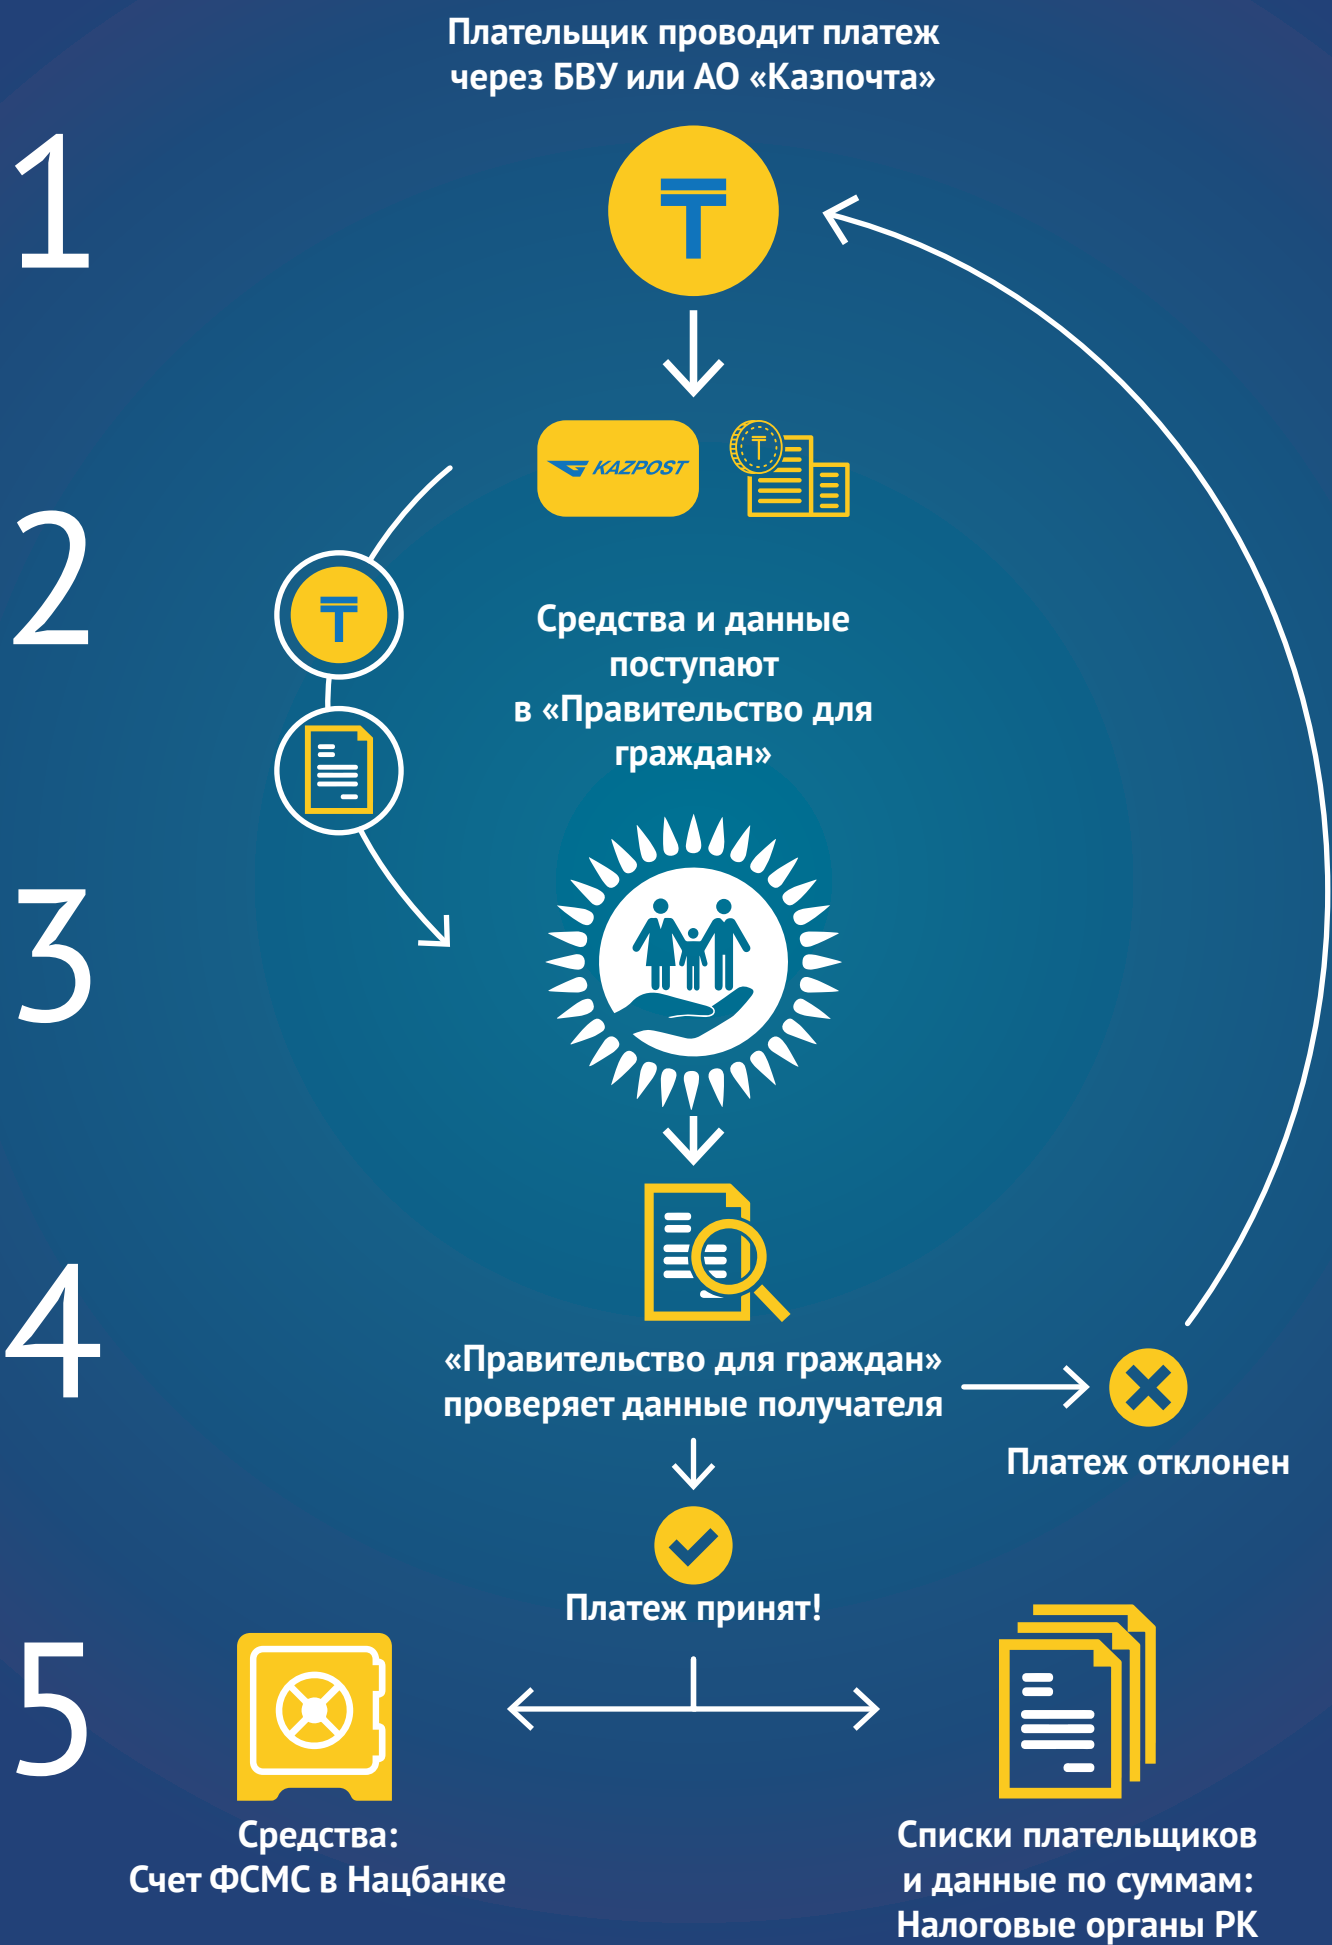 Плательщик проводит платеж
через БВУ или АО «Казпочта»
1
₸
KAZPOST
₸
2
₸
Средства и данные
поступают
в «Правительство для
граждан»
3
4
«Правительство для граждан»
проверяет данные получателя
Платеж отклонен
Платеж принят!
5
Средства:
Счет ФСМС в Нацбанке
Списки плательщиков
и данные по суммам:
Налоговые органы РК